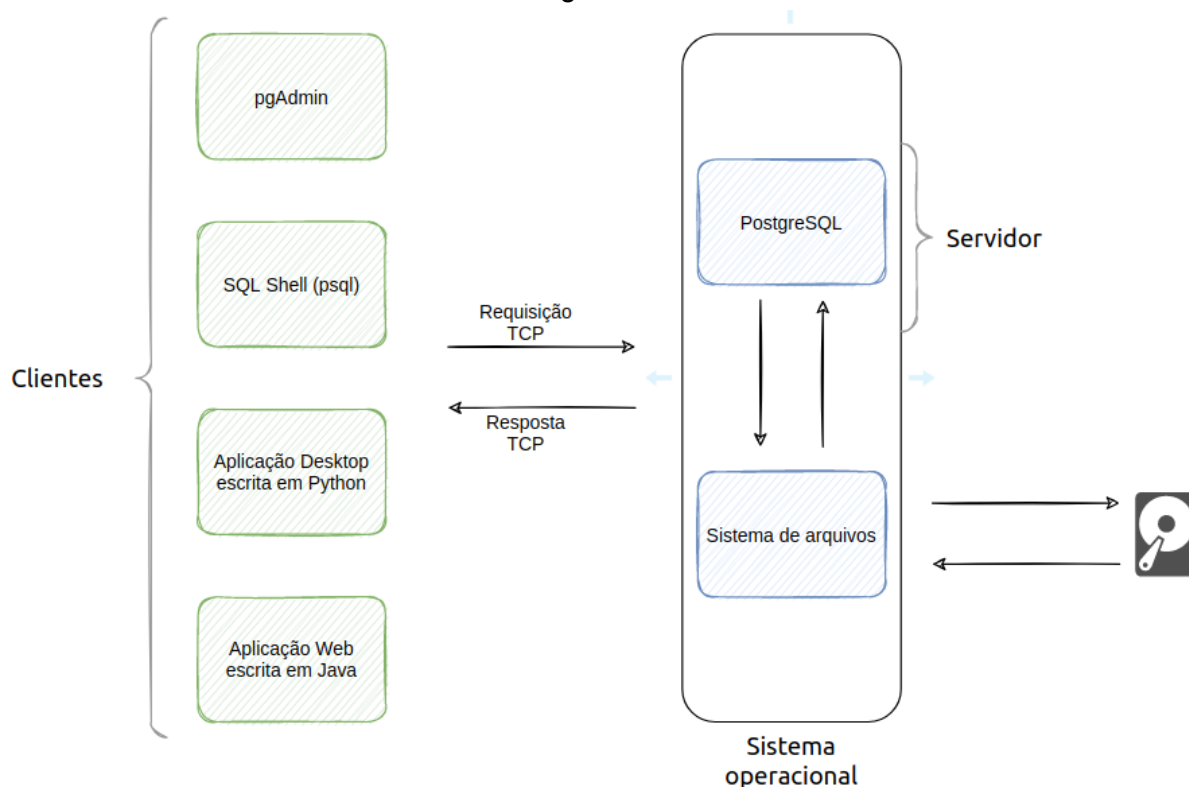 pgAdmin
SQL Shell (psql)
Aplicação Desktop
escrita em Python
Aplicação Web
escrita em Java
Clientes
Requisição
TCP
Resposta
TCP
PostgreSQL
Servidor
Sistema de arquivos
Sistema
operacional